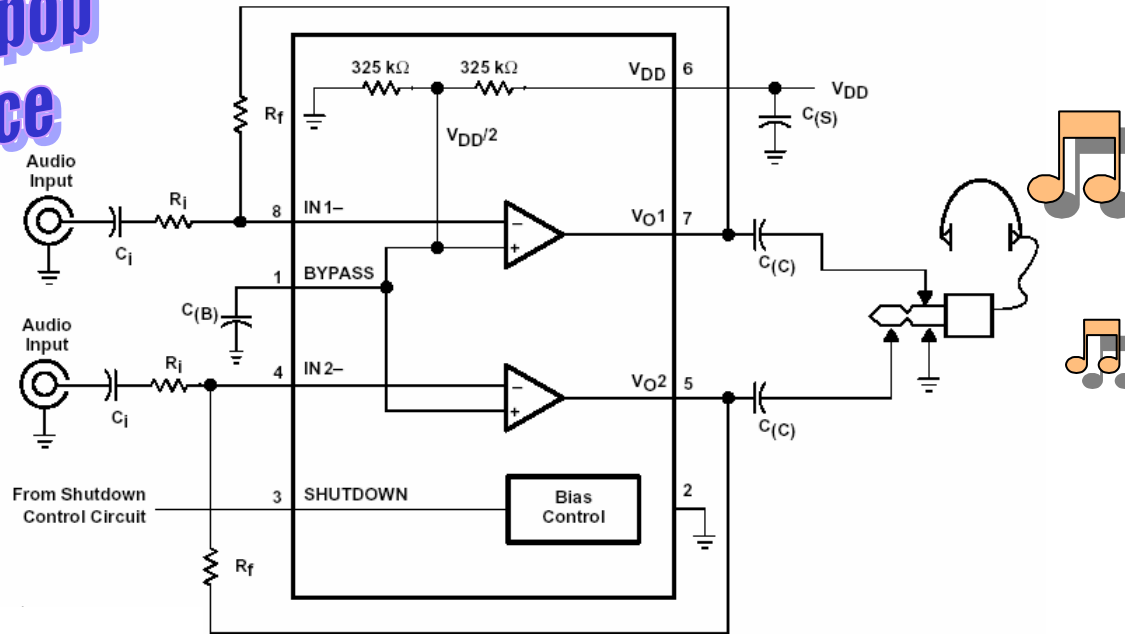 pop
ce
325 kΩ 325 kΩ
VDD 6
VDD
C(S)
Rf
VDD/2
Audio
Input
Ri
Ci
8 IN1–
VO1 7
C(C)
1 BYPASS
C(B)
Audio
Input
Ri
Ci
4 IN2–
VO2 5
C(C)
From Shutdown
Control Circuit
3 SHUTDOWN
Bias
Control
2
Rf
−
+
−
+